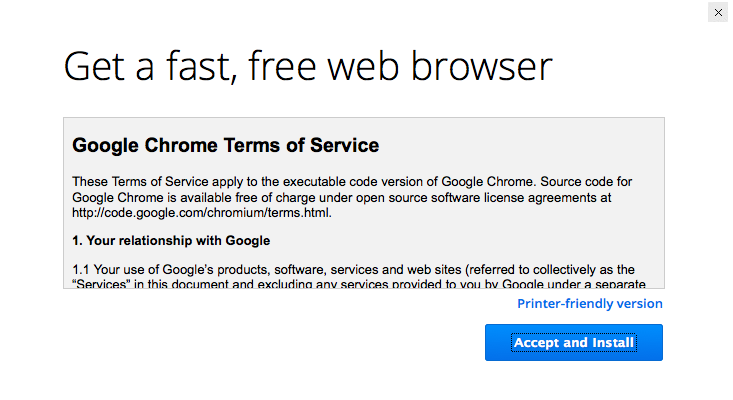 Get a fast, free web browser
Google Chrome Terms of Service
These Terms of Service apply to the executable code version of Google Chrome. Source code for
Google Chrome is available free of charge under open source software license agreements at
http://code.google.com/chromium/terms.html.
1. Your relationship with Google
1.1 Your use of Google’s products, software, services and web sites (referred to collectively as the
“Services” in this document and excluding any services provided to you by Google under a separate
Printer-friendly version
Accept and Install